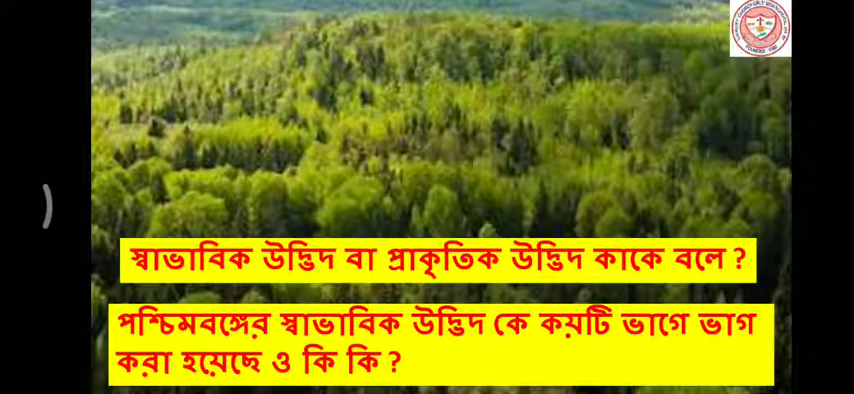 স্বাভাবিক উদ্ভিদ বা প্রাকৃতিক উদ্ভিদ কাকে বলে ?
পশ্চিমবঙ্গের স্বাভাবিক উদ্ভিদ কে কয়টি ভাগে ভাগ
করা হয়েছে ও কি কি ?